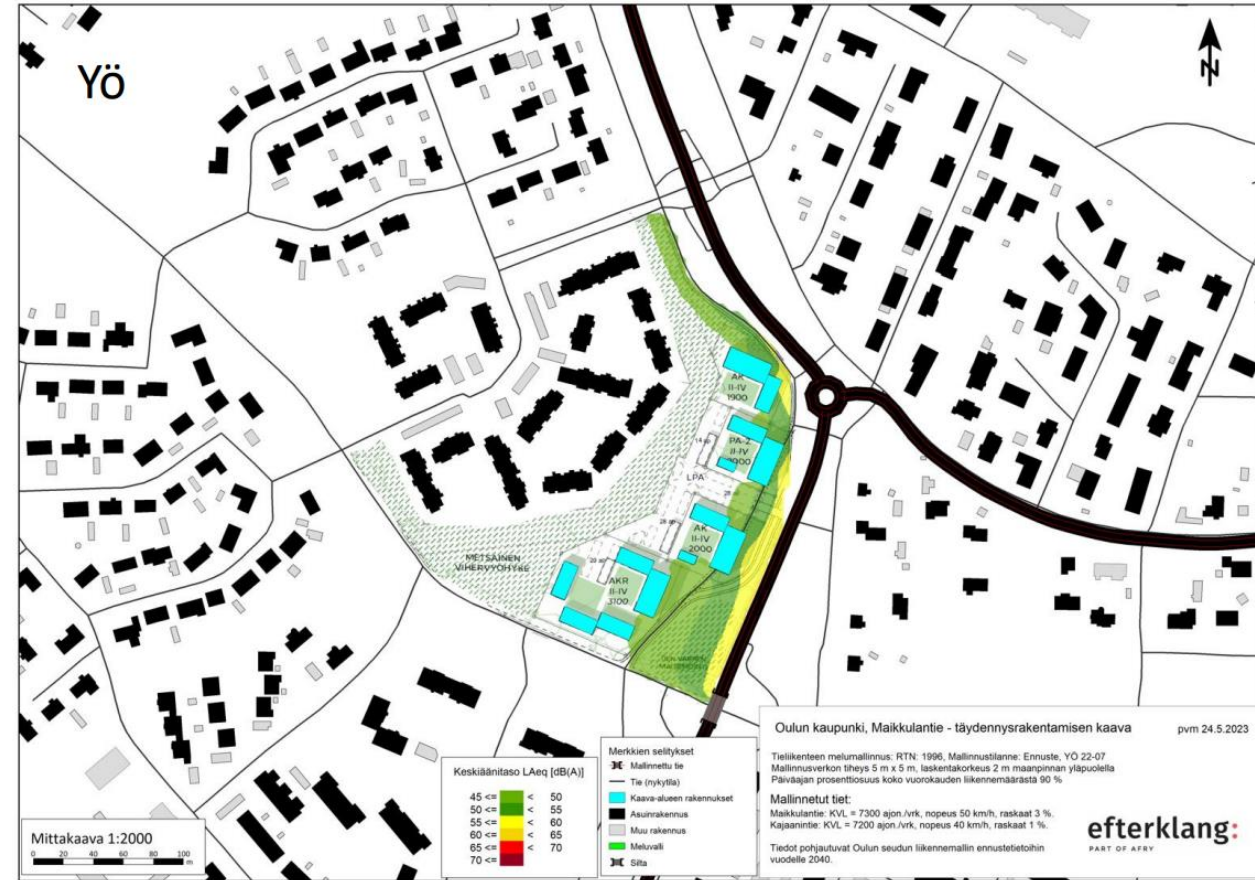 Yö
N
AK
II-IV
1900
14 ap
PA-2
II-IV
LPA
AK
II-IV
2000
METSÄINEN
VIHERVYÖHYKE
AKR
II-IV
3100
Mittakaava 1:2000
0 20 40 60 80 100
m
Keskiäänitaso LAeq [dB(A)]
45 <= < 50
50 <= < 55
55 <= < 60
60 <= < 65
65 <= < 70
70 <=
Merkkien selitykset
Mallinnettu tie
Tie (nykytila)
Kaava-alueen rakennukset
Asuinrakennus
Muu rakennus
Meluvalli
Silta
Oulun kaupunki, Maikkulantie - täydennysrakentamisen kaava pvm 24.5.2023
Tieliikenteen melumallinnus: RTN: 1996, Mallinnustilanne: Ennuste, YÖ 22-07
Mallinnusverkon tiheys 5 m x 5 m, laskentakorkeus 2 m maanpinnan yläpuolella
Päiväajan prosenttiosuus koko vuorokauden liikennemäärästä 90 %
Mallinnetut tiet:
Maikkulantie: KVL = 7300 ajon./vrk, nopeus 50 km/h, raskaat 3 %.
Kajaanintie: KVL = 7200 ajon./vrk, nopeus 40 km/h, raskaat 1 %.
Tiedot pohjautuvat Oulun seudun liikennemallin ennustetietoihin
vuodelle 2040.
efterklang:
PART OF AFRY